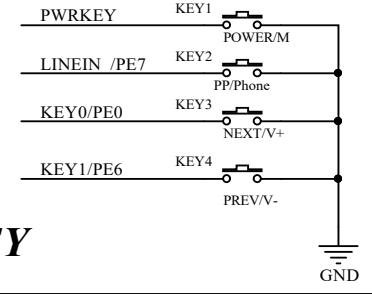 PWRKEY KEY1
POWER/M
LINEIN /PE7 KEY2
PP/Phone
KEY0/PE0 KEY3
NEXT/V+
KEY1/PE6 KEY4
PREV/V-
GND